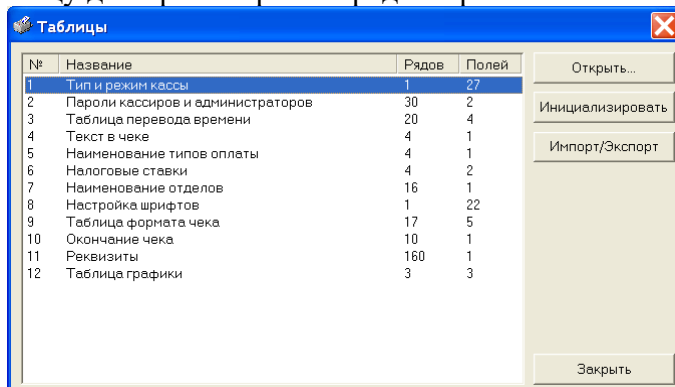 Таблицы
№ Название Рядов Полей
1 Тип и режим кассы 1 27
2 Пароли кассиров и администраторов 30 2
3 Таблица перевода времени 20 4
4 Текст в чеке 4 1
5 Наименование типов оплаты 4 1
6 Налоговые ставки 4 2
7 Наименование отделов 16 1
8 Настройка шрифтов 1 22
9 Таблица формата чека 17 5
10 Окончание чека 10 1
11 Реквизиты 160 1
12 Таблица графики 3 3
Открыть...
Инициализировать
Импорт/Экспорт
Закрыть